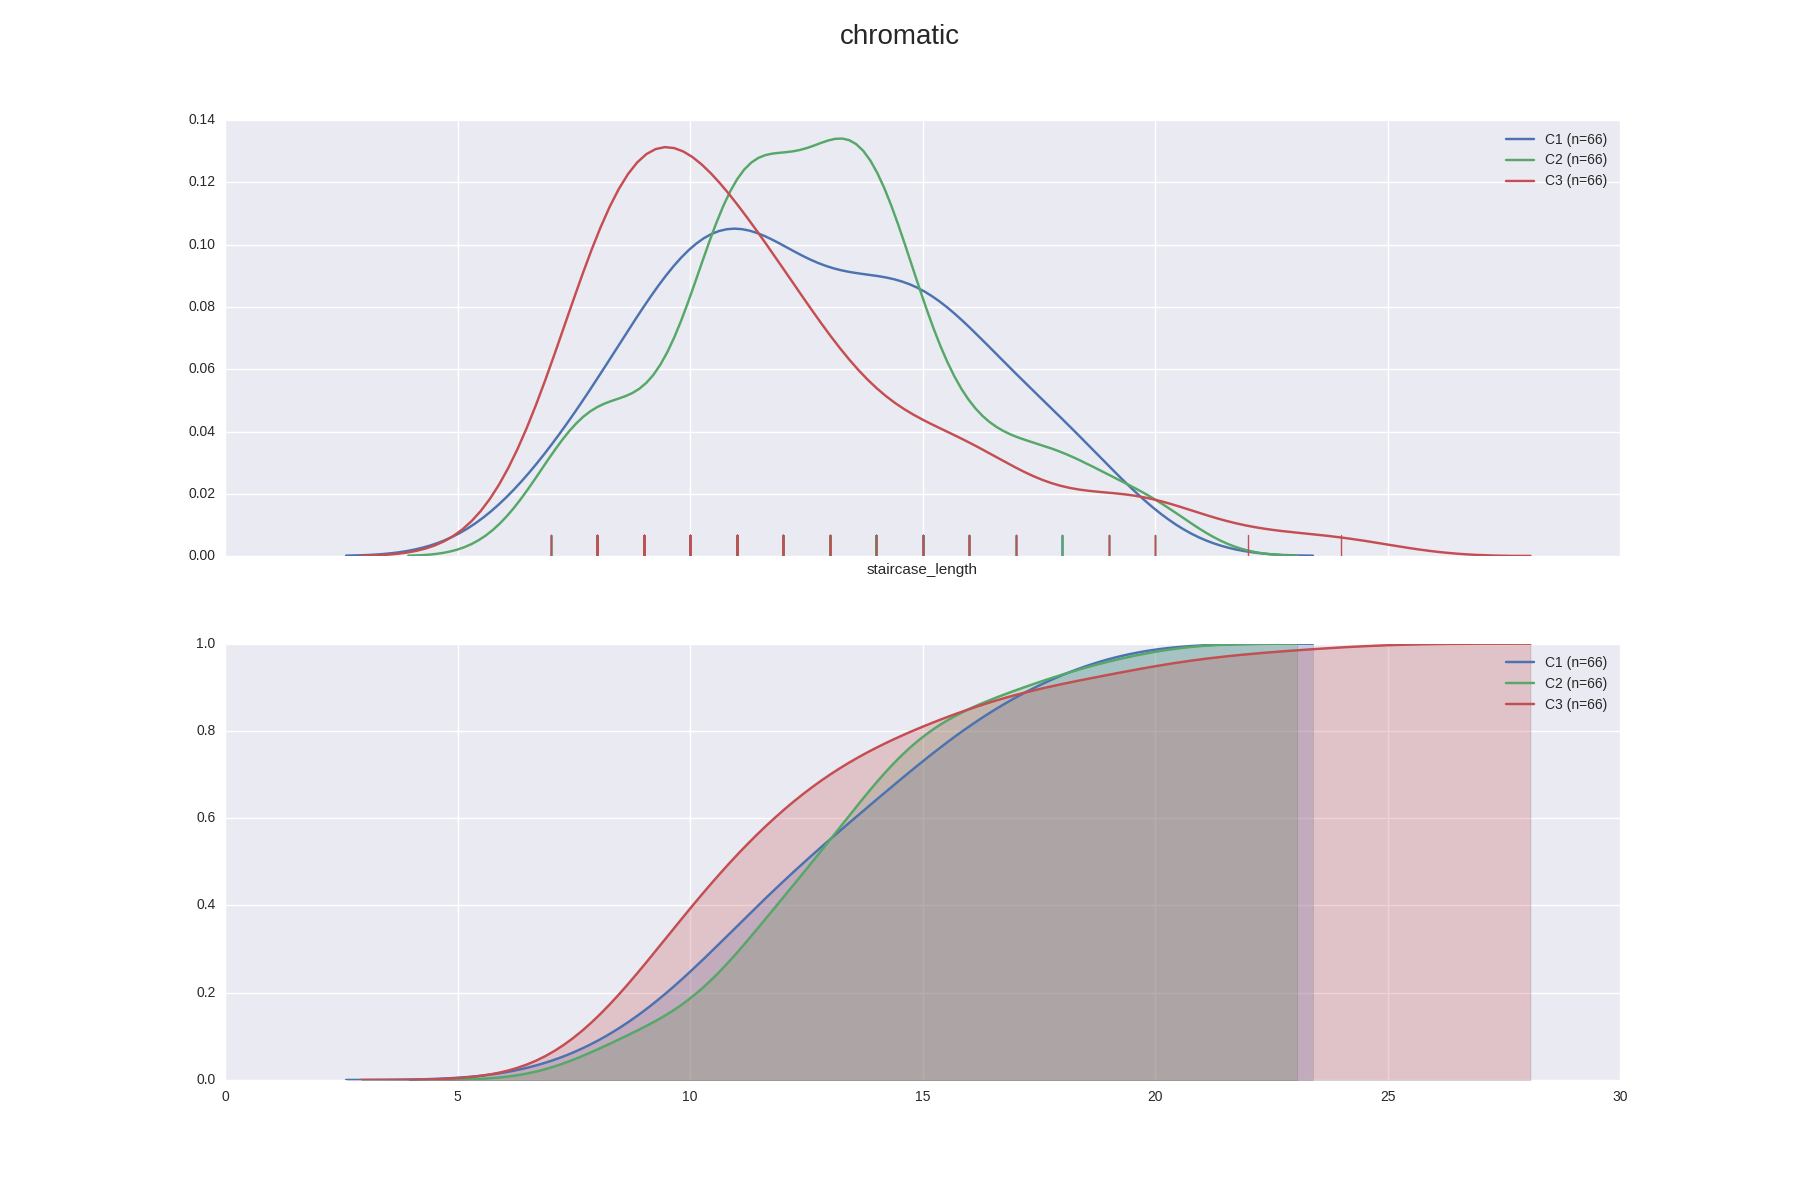 chromatic
0.14
0.12
0.10
0.08
0.06
0.04
0.02
0.00
C1 (n=66)
C2 (n=66)
C3 (n=66)
staircase_length
1.0
0.8
0.6
0.4
0.2
0.0
C1 (n=66)
C2 (n=66)
C3 (n=66)
0 5 10 15 20 25 30